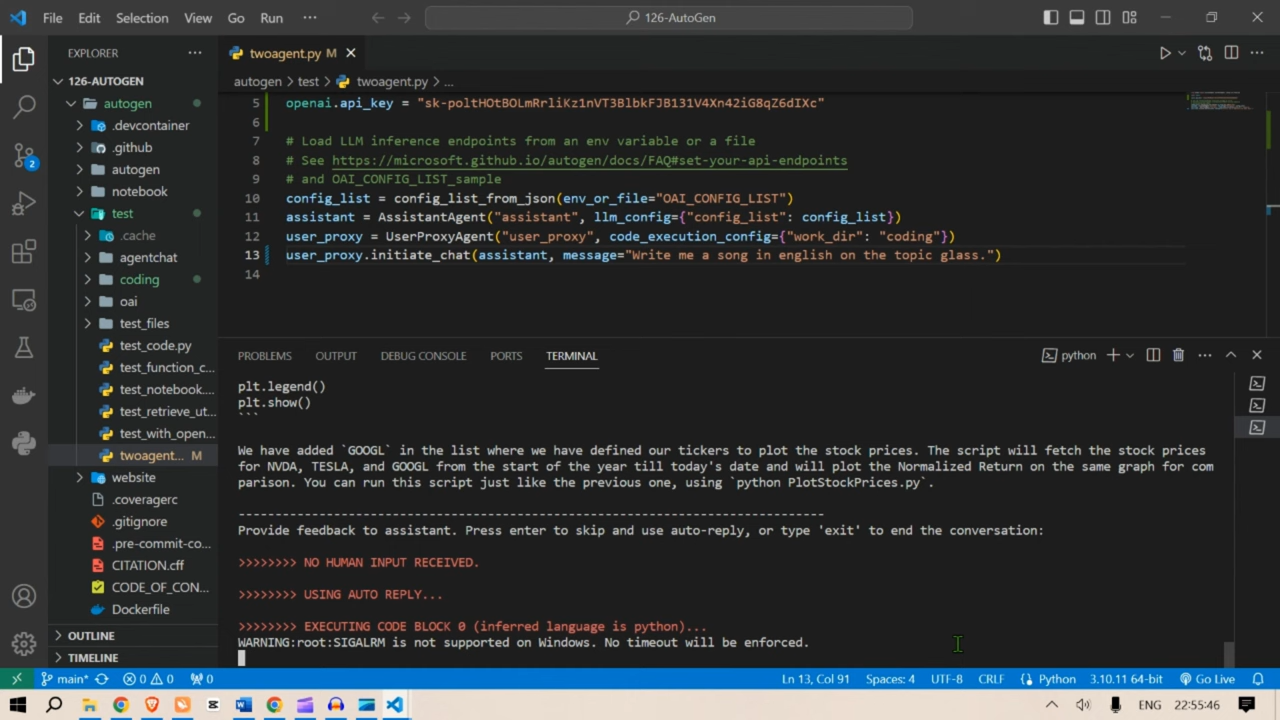 File Edit Selection View Go Run ··· 126-AutoGen
EXPLORER ···
126-AUTOGEN
autogen
.devcontainer
.github
autogen
notebook
test
.cache
agentchat
coding
oai
test_files
test_code.py
test_function_c...
test_notebook....
test_retrieve_ut...
test_with_open...
twoagent... M
website
.coveragerc
.gitignore
.pre-commit-co...
CITATION.cff
CODE_OF_CON...
Dockerfile
OUTLINE
TIMELINE
2
twoagent.py M
autogen > test > twoagent.py > ...
5 openai.api_key = "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"
6
7 # Load LLM inference endpoints from an env variable or a file
8 # See https://microsoft.github.io/autogen/docs/FAQ#set-your-api-endpoints
9 # and OAI_CONFIG_LIST_sample
10 config_list = config_list_from_json(env_or_file="OAI_CONFIG_LIST")
11 assistant = AssistantAgent("assistant", llm_config={"config_list": config_list})
12 user_proxy = UserProxyAgent("user_proxy", code_execution_config={"work_dir": "coding"})
13 user_proxy.initiate_chat(assistant, message="Write me a song in english on the topic glass.")
14
PROBLEMS OUTPUT DEBUG CONSOLE PORTS TERMINAL python
plt.legend()
plt.show()
```
We have added `GOOGL` in the list where we have defined our tickers to plot the stock prices. The script will fetch the stock prices
for NVDA, TESLA, and GOOGL from the start of the year till today's date and will plot the Normalized Return on the same graph for com
parison. You can run this script just like the previous one, using `python PlotStockPrices.py`.
--------------------------------------------------------------------------------
Provide feedback to assistant. Press enter to skip and use auto-reply, or type 'exit' to end the conversation:
>>>>>>>> NO HUMAN INPUT RECEIVED.
>>>>>>>> USING AUTO REPLY...
>>>>>>>> EXECUTING CODE BLOCK 0 (inferred language is python)...
WARNING:root:SIGALRM is not supported on Windows. No timeout will be enforced.
main* 0 0 0 Ln 13, Col 91 Spaces: 4 UTF-8 CRLF Python 3.10.11 64-bit Go Live
ENG 22:55:46